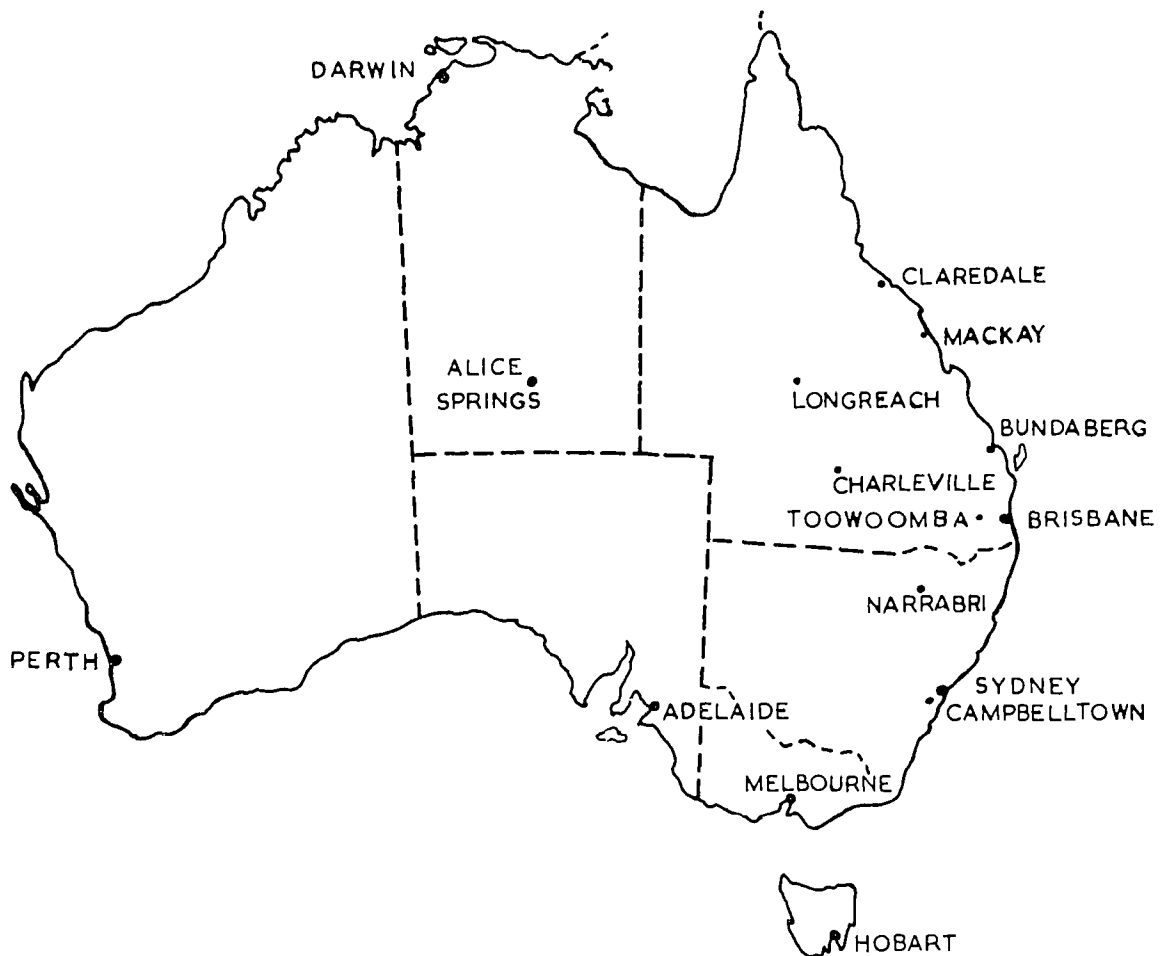 DARWIN
CLAREDALE
MACKAY
ALICE
SPRINGS
LONGREACH
BUNDABERG
CHARLEVILLE
TOOWOOMBA
BRISBANE
NARRABRI
PERTH
SYDNEY
CAMPBELLTOWN
ADELAIDE
MELBOURNE
HOBART